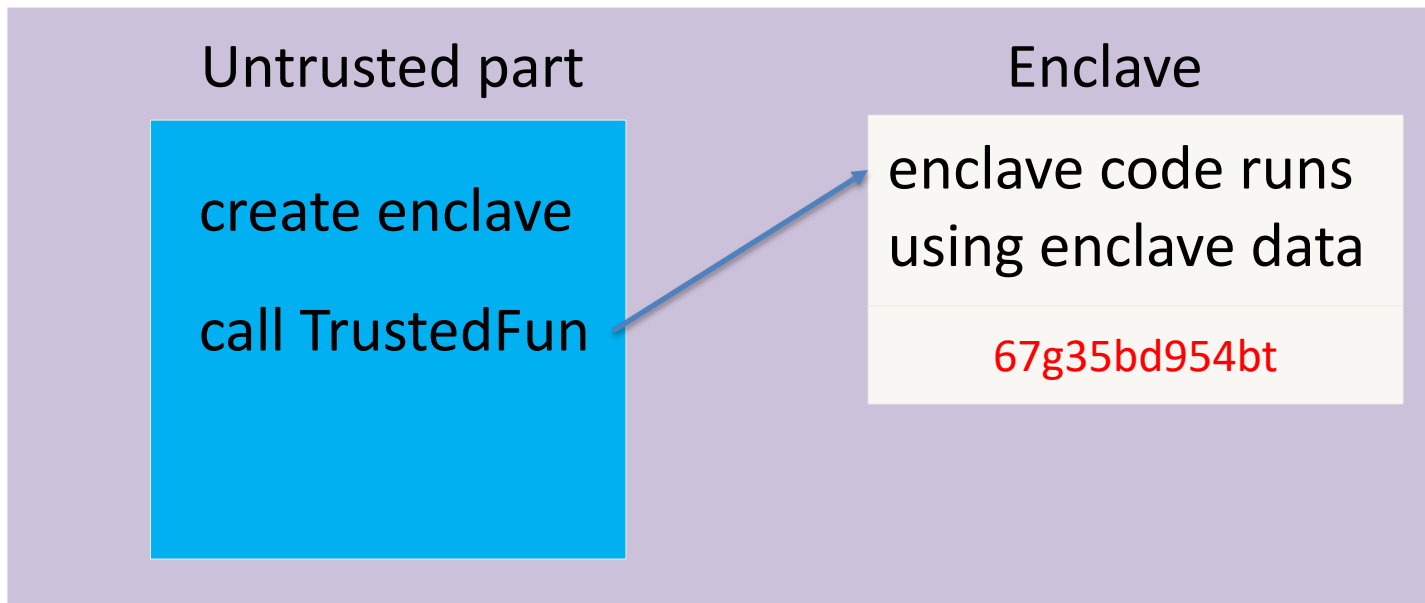 Untrusted part
create enclave
call TrustedFun
Enclave
enclave code runs
using enclave data
67g35bd954bt